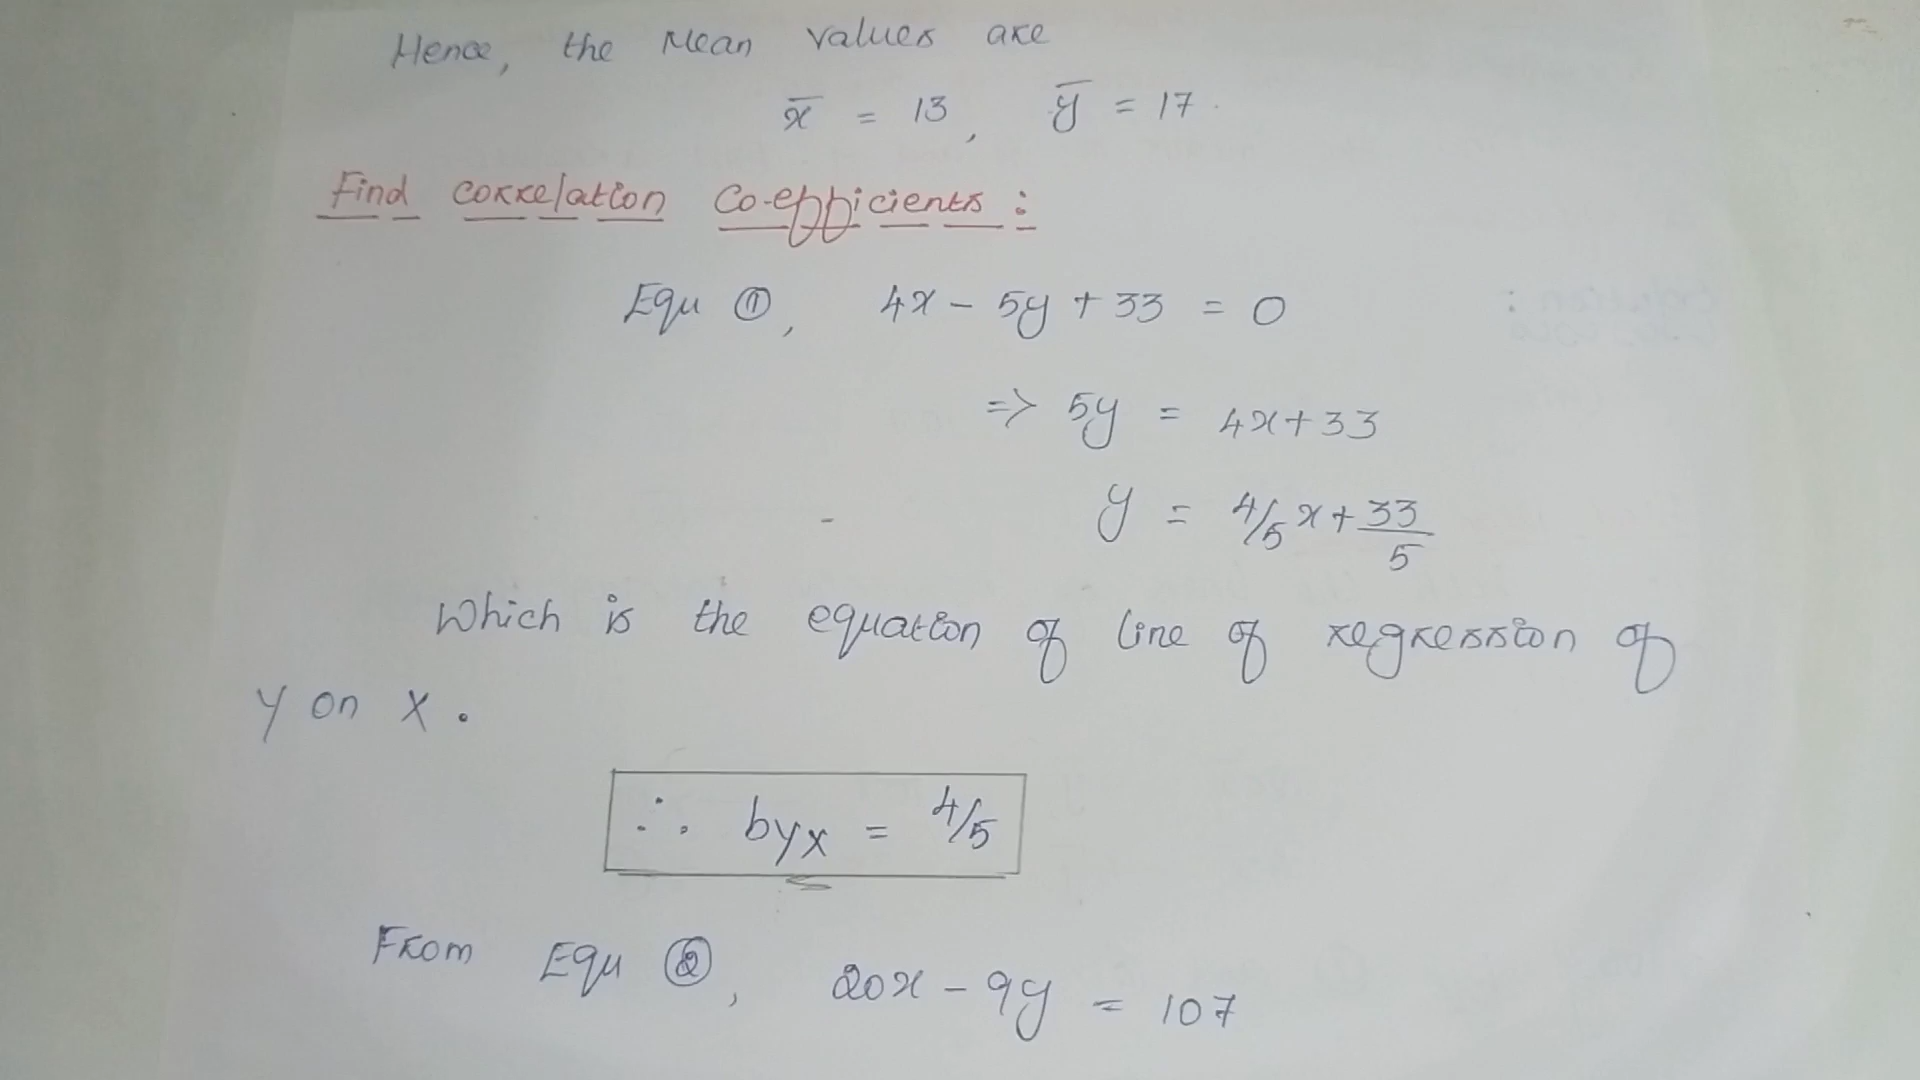 Hence, the Mean values are
x̄ = 13, ȳ = 17.
Find correlation Co-efficients :
Equ ①, 4x - 5y + 33 = 0
=> 5y = 4x + 33
y = 4/5 x + 33/5
Which is the equation of line of regression of
y on x.
∴ byx = 4/5
From Equ ②, 20x - 9y = 107